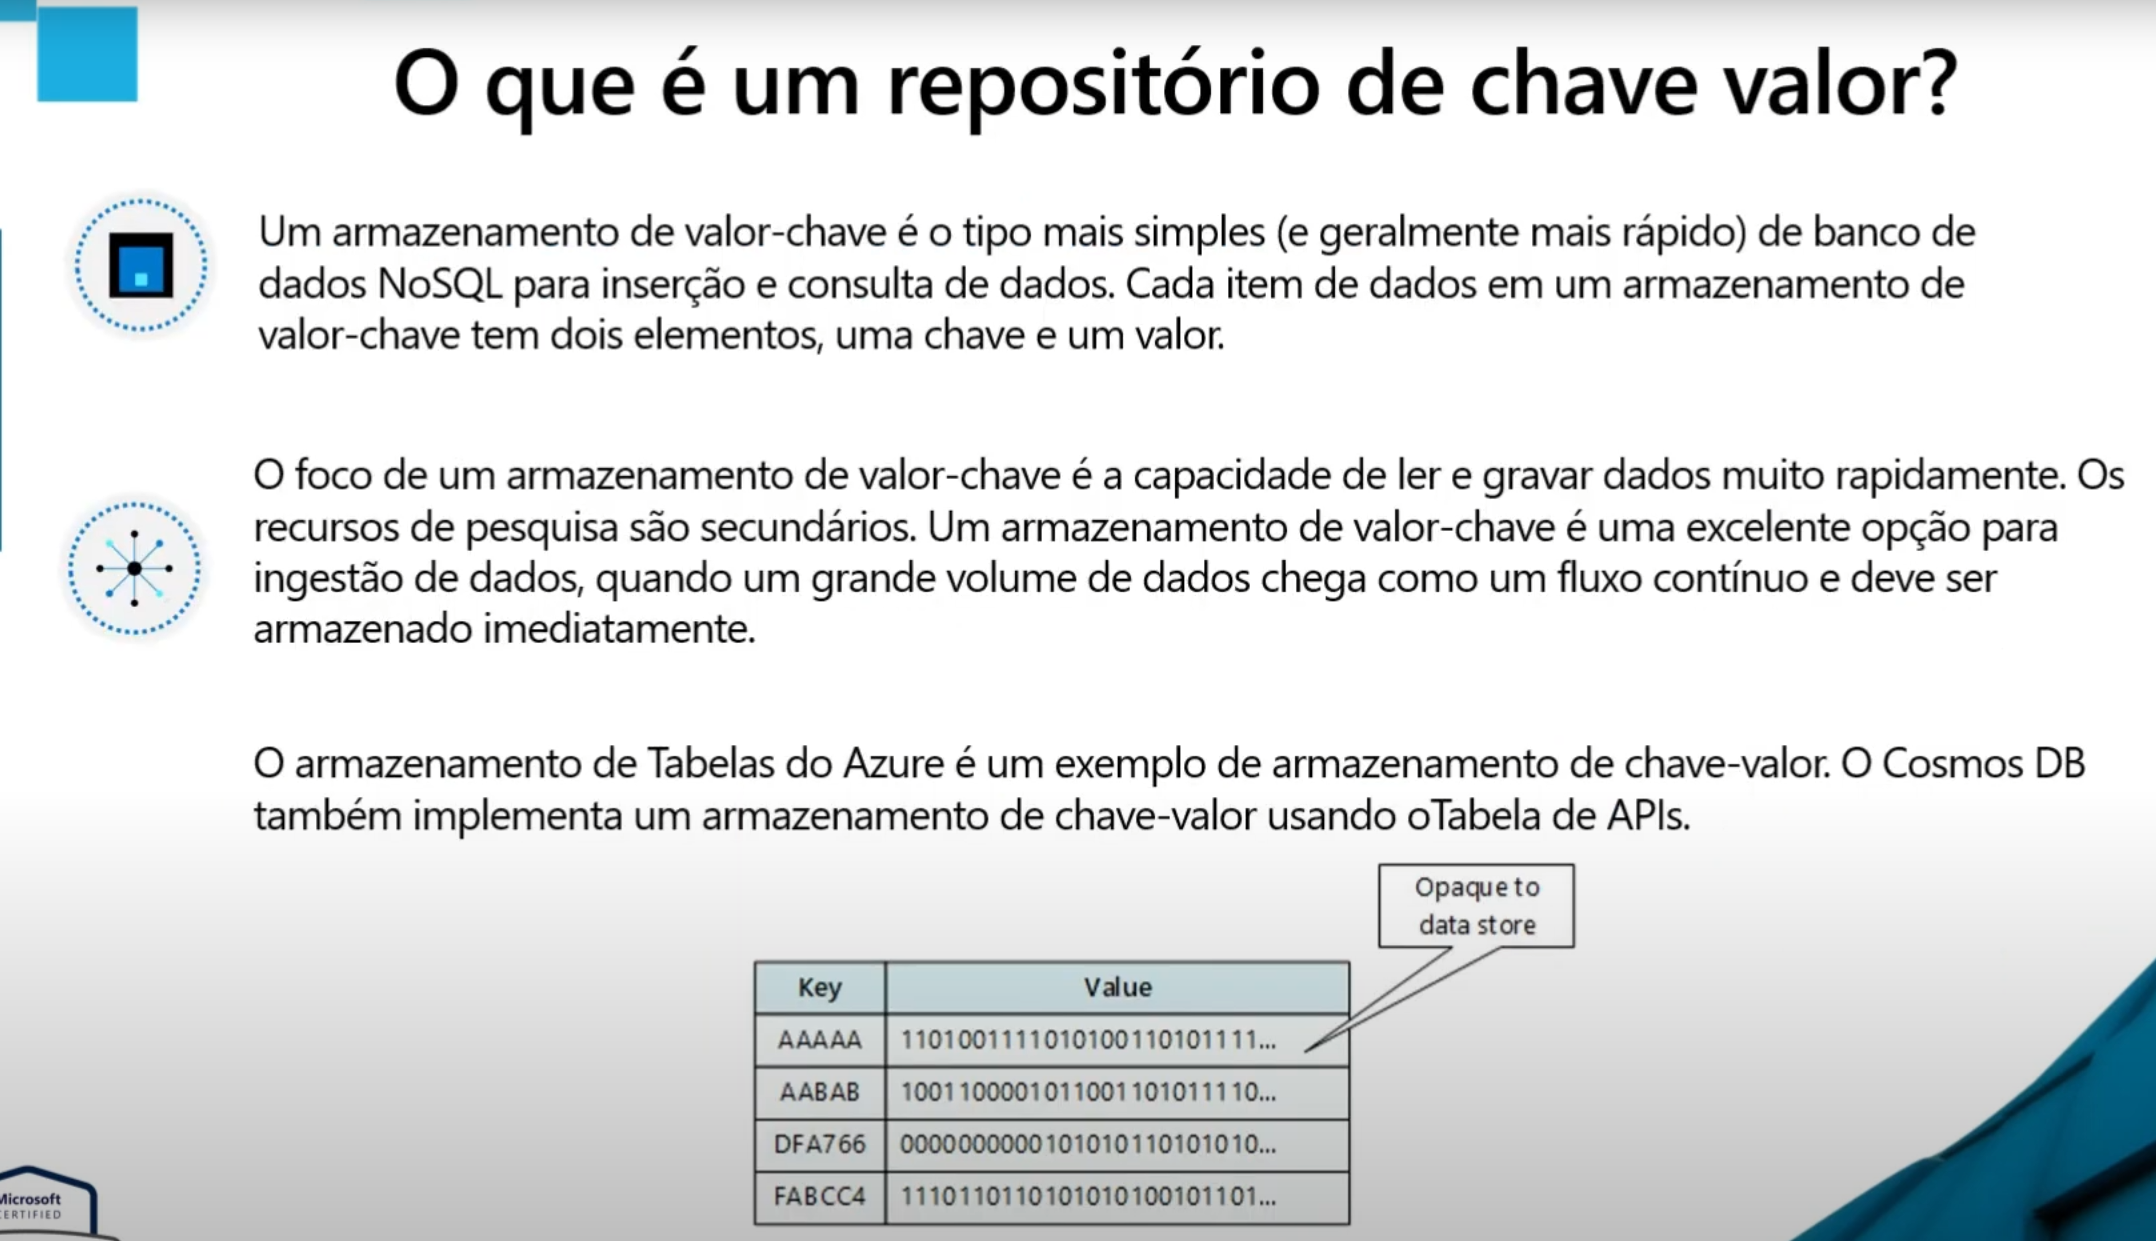 O que é um repositório de chave valor?
Um armazenamento de valor-chave é o tipo mais simples (e geralmente mais rápido) de banco de
dados NoSQL para inserção e consulta de dados. Cada item de dados em um armazenamento de
valor-chave tem dois elementos, uma chave e um valor.
O foco de um armazenamento de valor-chave é a capacidade de ler e gravar dados muito rapidamente. Os
recursos de pesquisa são secundários. Um armazenamento de valor-chave é uma excelente opção para
ingestão de dados, quando um grande volume de dados chega como um fluxo contínuo e deve ser
armazenado imediatamente.
O armazenamento de Tabelas do Azure é um exemplo de armazenamento de chave-valor. O Cosmos DB
também implementa um armazenamento de chave-valor usando oTabela de APIs.
Opaque to
data store
Key Value
AAAAA 1101001111010100110101111...
AABAB 1001100001011001101011110...
DFA766 0000000000101010110101010...
FABCC4 1110110110101010100101101...
Microsoft
CERTIFIED